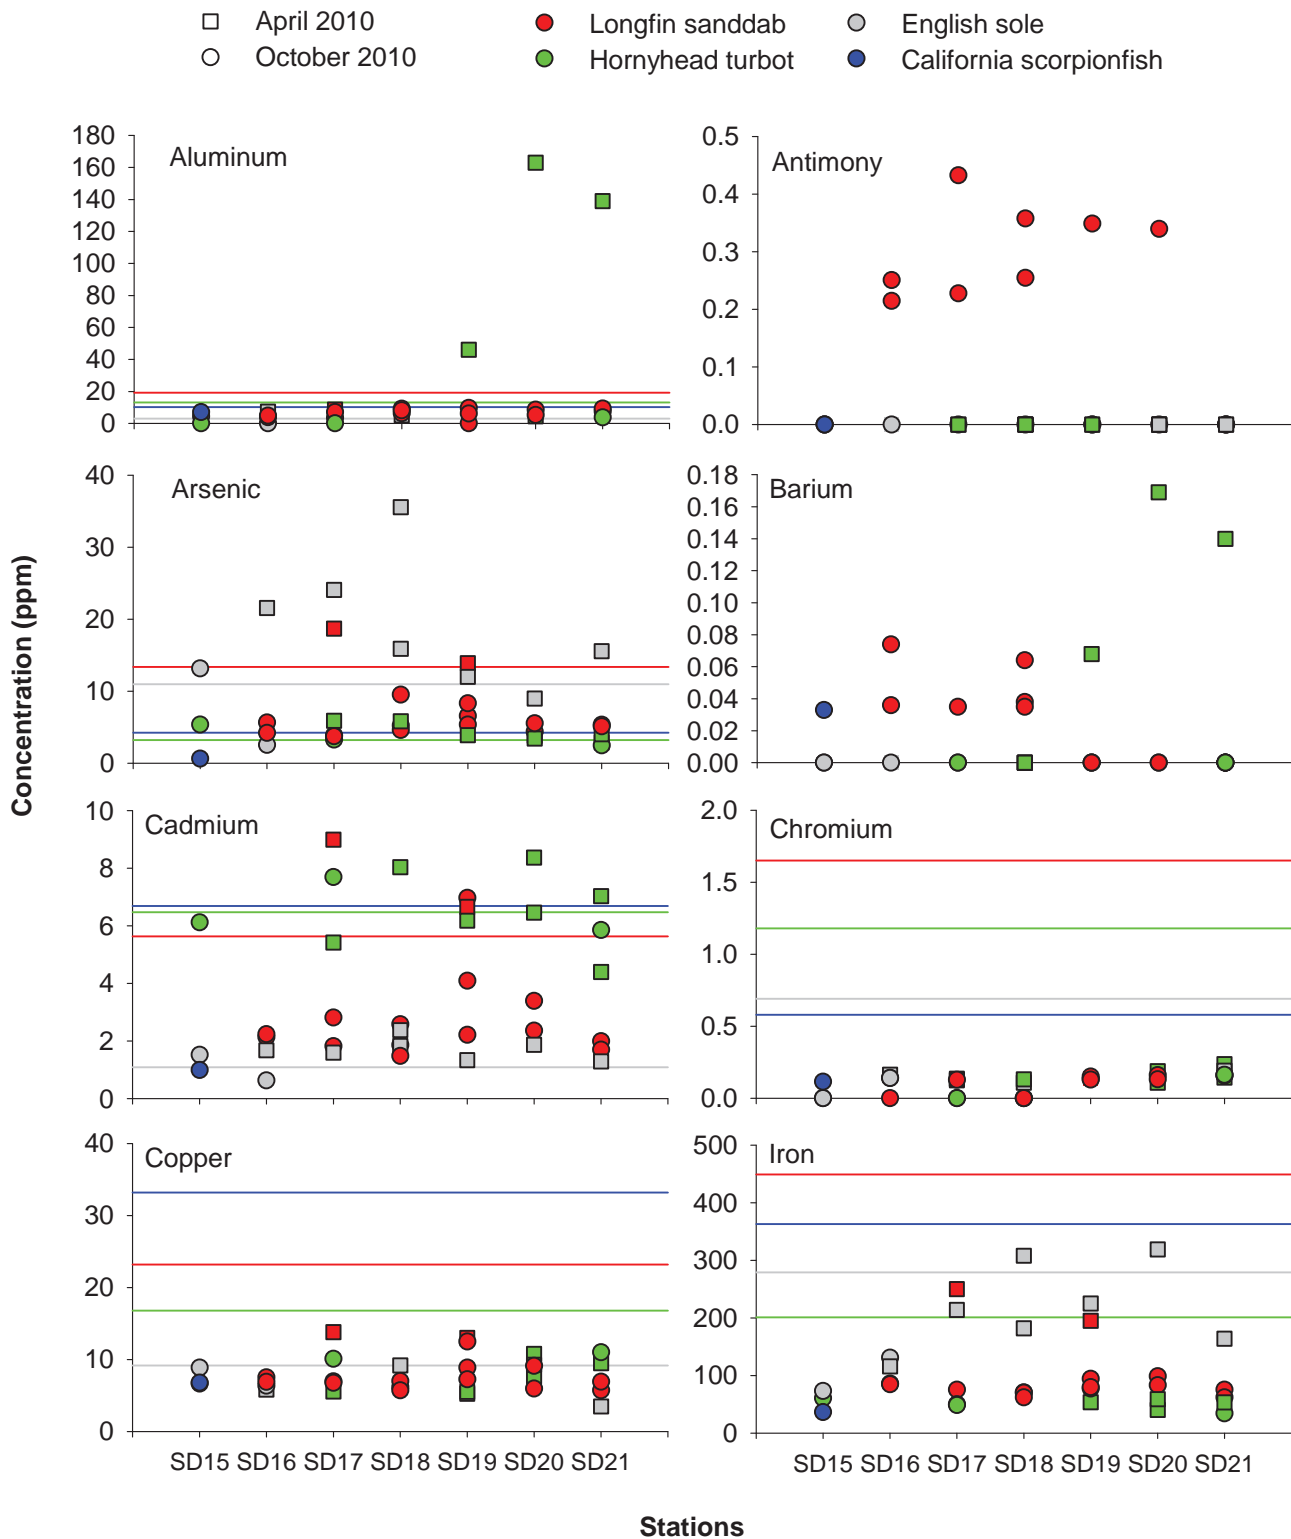 April 2010
Longfin sanddab
English sole
October 2010
Hornyhead turbot
California scorpionfish
Concentration (ppm)
Aluminum
180
160
140
120
100
80
60
40
20
0
Antimony
0.5
0.4
0.3
0.2
0.1
0.0
Arsenic
40
30
20
10
0
Barium
0.18
0.16
0.14
0.12
0.10
0.08
0.06
0.04
0.02
0.00
Cadmium
10
8
6
4
2
0
Chromium
2.0
1.5
1.0
0.5
0.0
Copper
40
30
20
10
0
Iron
500
400
300
200
100
0
SD15 SD16 SD17 SD18 SD19 SD20 SD21
SD15 SD16 SD17 SD18 SD19 SD20 SD21
Stations